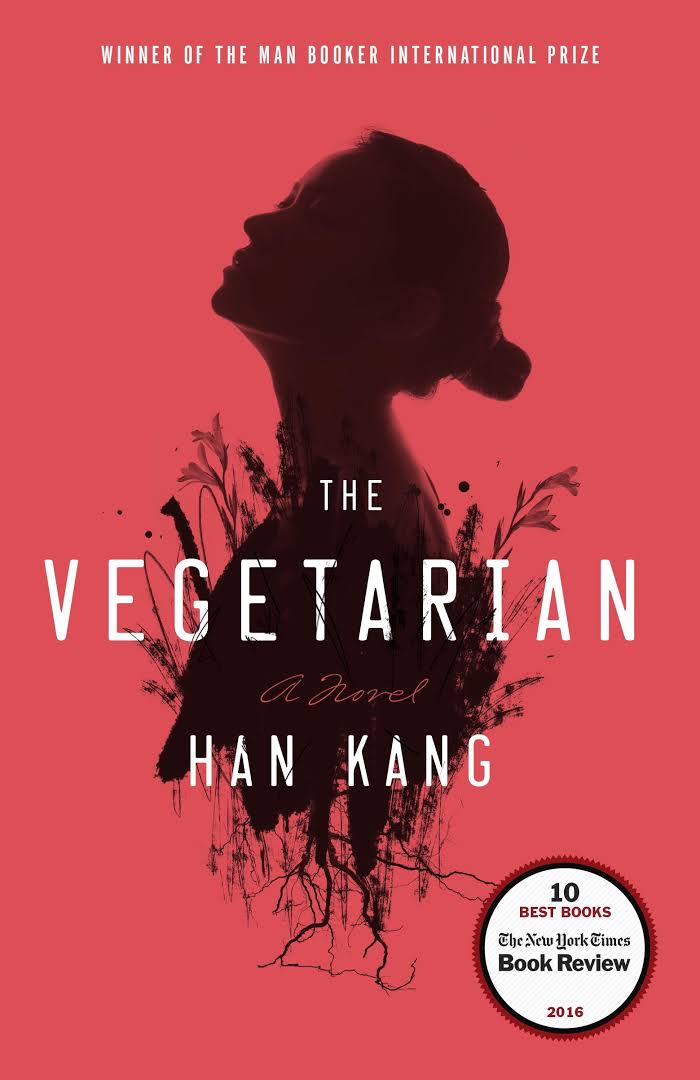 WINNER OF THE MAN BOOKER INTERNATIONAL PRIZE
THE
VEGETARIAN
A Novel
HAN KANG
10
BEST BOOKS
The New York Times
Book Review
2016